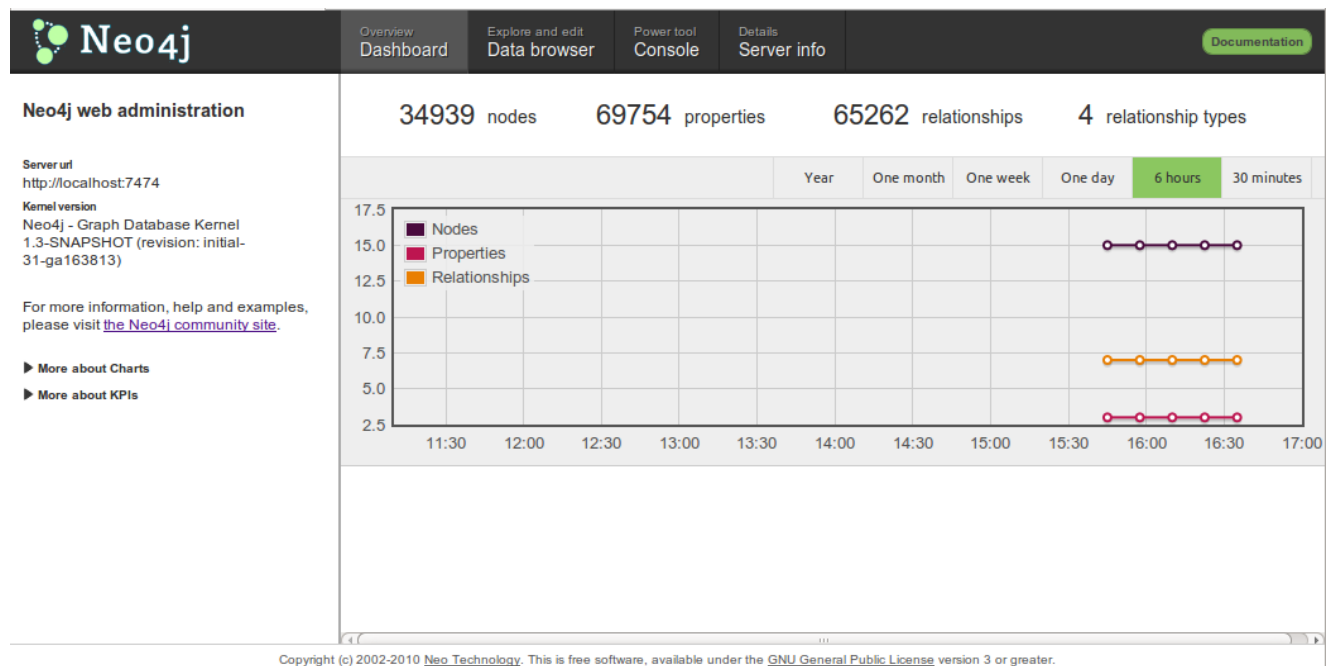 Neo4j
Overview
Dashboard
Explore and edit
Data browser
Power tool
Console
Details
Server info
Documentation
Neo4j web administration
Server url
http://localhost:7474
Kernel version
Neo4j - Graph Database Kernel
1.3-SNAPSHOT (revision: initial-
31-ga163813)
For more information, help and examples,
please visit the Neo4j community site.
More about Charts
More about KPIs
34939 nodes 69754 properties 65262 relationships 4 relationship types
Year One month One week One day 6 hours 30 minutes
17.5
15.0
12.5
10.0
7.5
5.0
2.5
Nodes
Properties
Relationships
11:30 12:00 12:30 13:00 13:30 14:00 14:30 15:00 15:30 16:00 16:30 17:00
Copyright (c) 2002-2010 Neo Technology. This is free software, available under the GNU General Public License version 3 or greater.